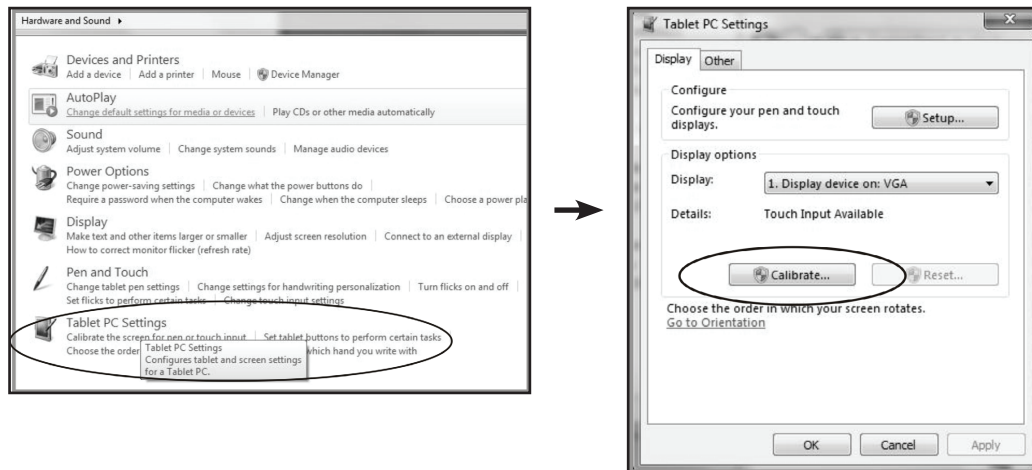 Hardware and Sound
Devices and Printers
Add a device Add a printer Mouse Device Manager
AutoPlay
Change default settings for media or devices Play CDs or other media automatically
Sound
Adjust system volume Change system sounds Manage audio devices
Power Options
Change power-saving settings Change what the power buttons do
Require a password when the computer wakes Change when the computer sleeps Choose a power pla
Display
Make text and other items larger or smaller Adjust screen resolution Connect to an external display
How to correct monitor flicker (refresh rate)
Pen and Touch
Change tablet pen settings Change settings for handwriting personalization Turn flicks on and off
Set flicks to perform certain tasks Change touch input settings
Tablet PC Settings
Calibrate the screen for pen or touch input Set tablet buttons to perform certain tasks
Choose the order which hand you write with
Tablet PC Settings
Configures tablet and screen settings
for a Tablet PC.
Tablet PC Settings
X
Display Other
Configure
Configure your pen and touch
displays.
Setup...
Display options
Display: 1. Display device on: VGA
Details: Touch Input Available
Calibrate... Reset...
Choose the order in which your screen rotates.
Go to Orientation
OK Cancel Apply